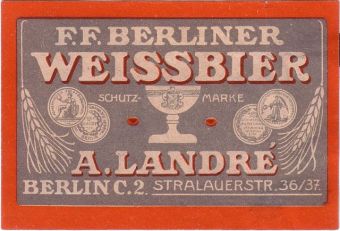 F.F. BERLINER
WEISSBIER
SCHUTZ- MARKE
A. LANDRÉ
BERLIN C.2. STRALAUERSTR. 36/37.